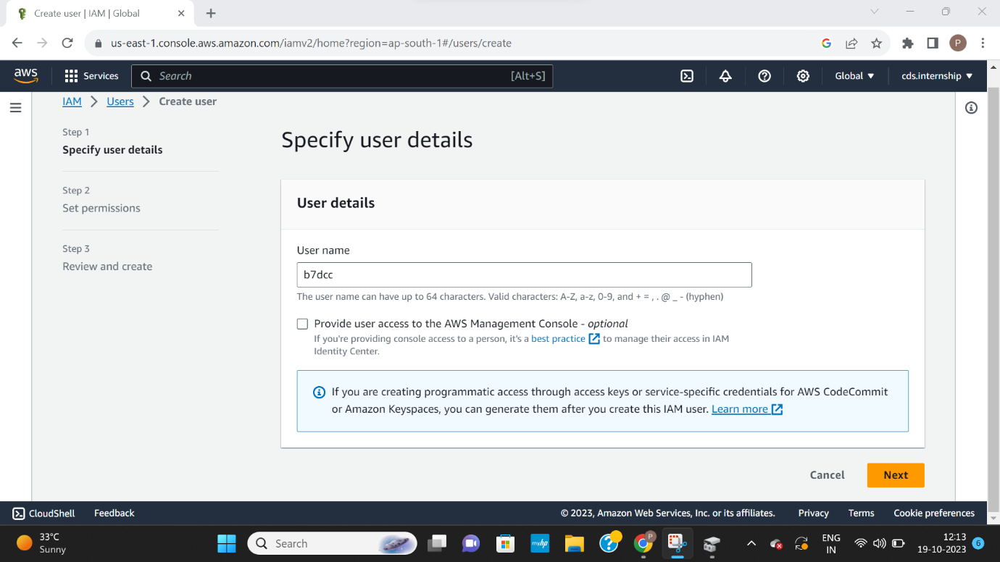 Create user | IAM | Global
us-east-1.console.aws.amazon.com/iamv2/home?region=ap-south-1#/users/create
P
aws
Services
Search
[Alt+S]
Global
cds.internship
IAM > Users > Create user
Step 1
Specify user details
Step 2
Set permissions
Step 3
Review and create
Specify user details
User details
User name
b7dcc
The user name can have up to 64 characters. Valid characters: A-Z, a-z, 0-9, and + = , . @ _ - (hyphen)
Provide user access to the AWS Management Console - optional
If you're providing console access to a person, it's a best practice to manage their access in IAM
Identity Center.
If you are creating programmatic access through access keys or service-specific credentials for AWS CodeCommit
or Amazon Keyspaces, you can generate them after you create this IAM user. Learn more
Cancel
Next
CloudShell
Feedback
© 2023, Amazon Web Services, Inc. or its affiliates.
Privacy
Terms
Cookie preferences
33°C
Sunny
Search
myhp
P
ENG
IN
12:13
19-10-2023
6